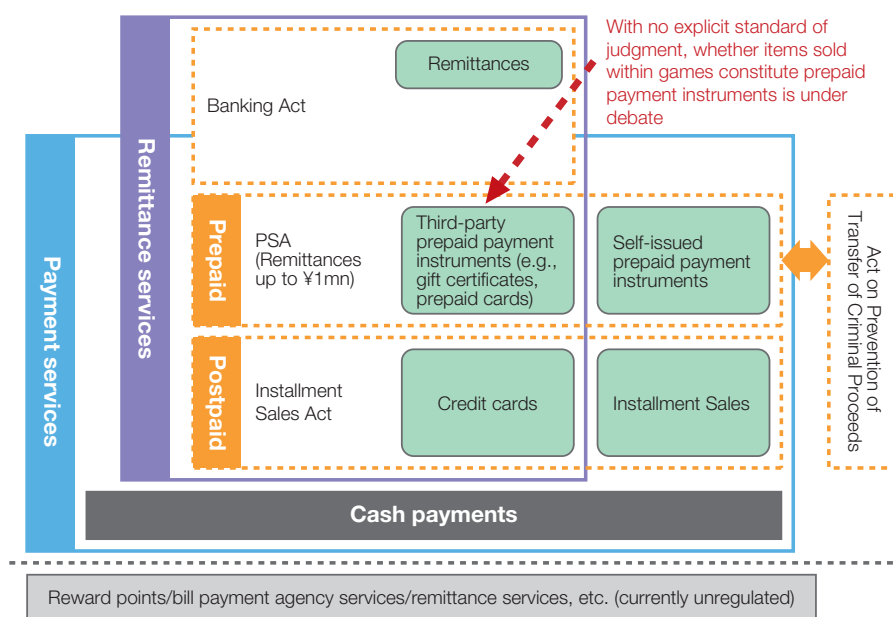 With no explicit standard of
judgment, whether items sold
within games constitute prepaid
payment instruments is under
debate
Remittances
Banking Act
Remittance services
Payment services
Prepaid
PSA
(Remittances
up to ¥1mn)
Third-party
prepaid payment
instruments (e.g.,
gift certificates,
prepaid cards)
Self-issued
prepaid payment
instruments
Act on Prevention of
Transfer of Criminal Proceeds
Postpaid
Installment
Sales Act
Credit cards
Installment Sales
Cash payments
Reward points/bill payment agency services/remittance services, etc. (currently unregulated)